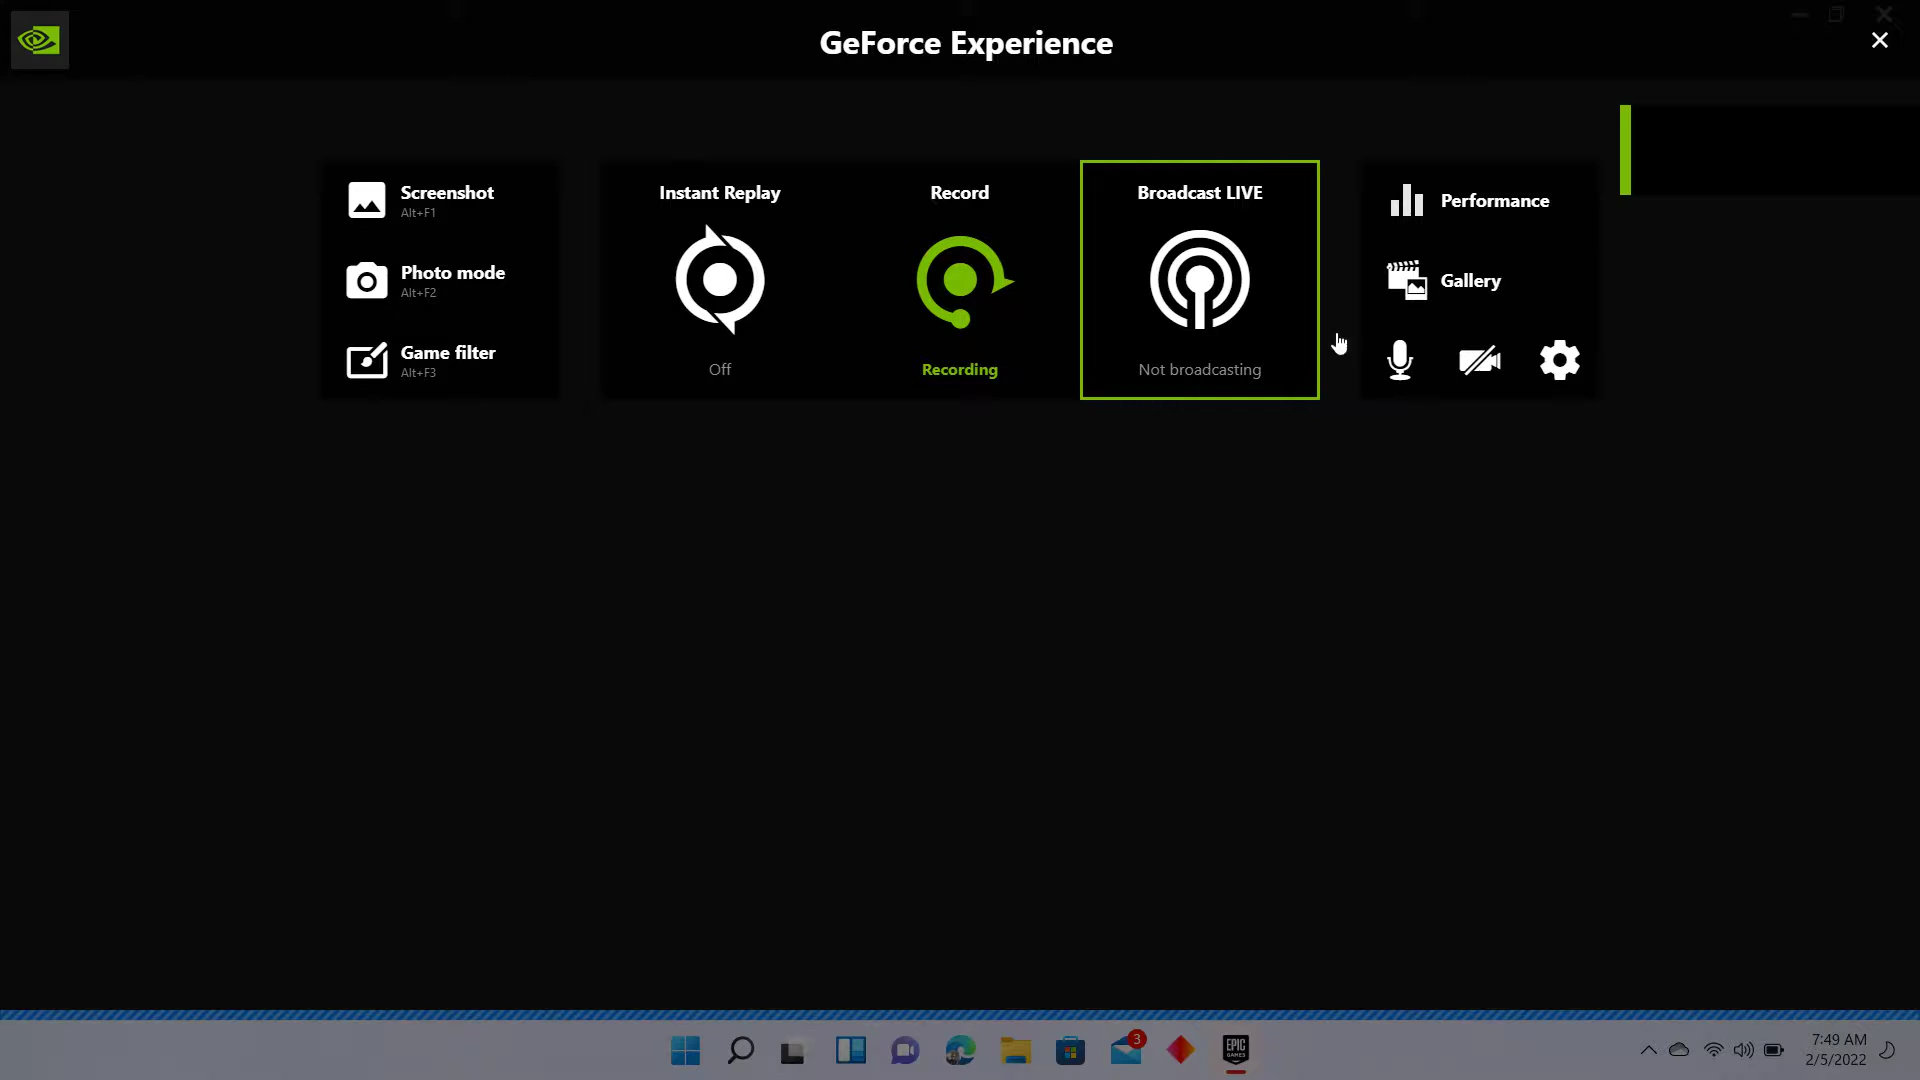 GeForce Experience
Screenshot
Alt+F1
Photo mode
Alt+F2
Game filter
Alt+F3
Instant Replay
Off
Record
Recording
Broadcast LIVE
Not broadcasting
Performance
Gallery
3
EPIC
GAMES
7:49 AM
2/5/2022